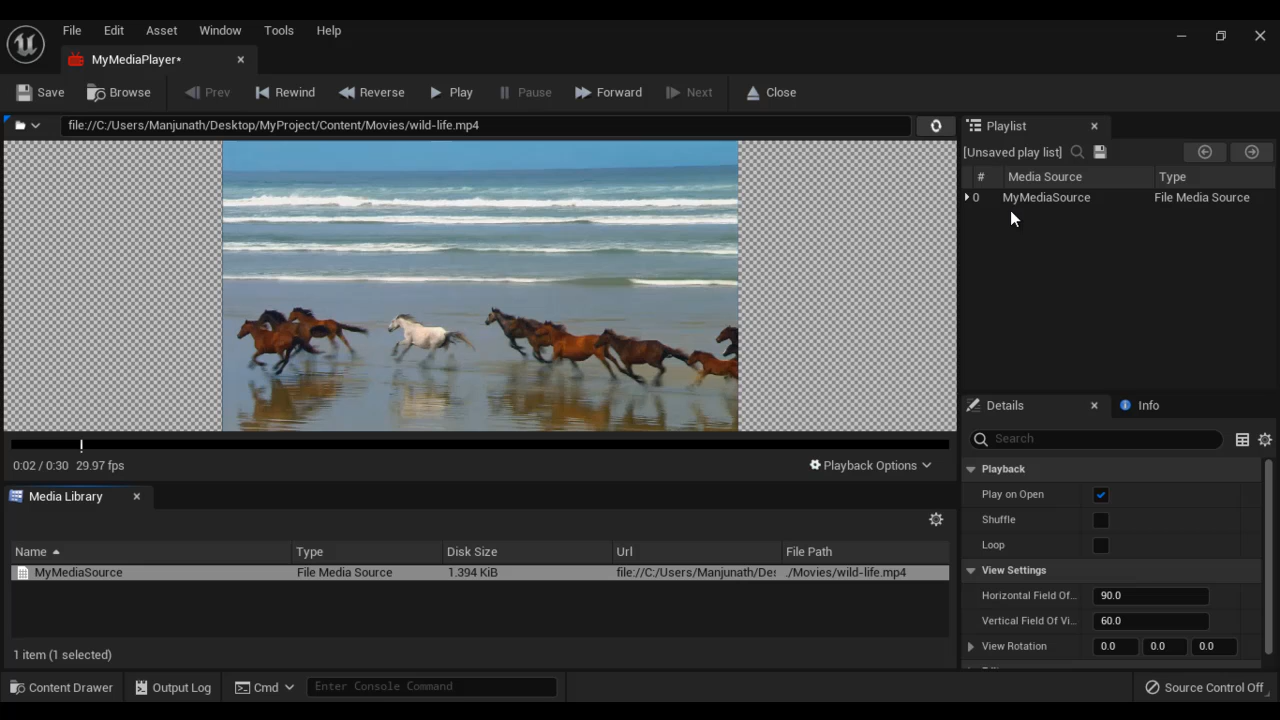 File Edit Asset Window Tools Help
MyMediaPlayer*
Save Browse Prev Rewind Reverse Play Pause Forward Next Close
file://C:/Users/Manjunath/Desktop/MyProject/Content/Movies/wild-life.mp4
Playlist
[Unsaved play list]
# Media Source Type
0 MyMediaSource File Media Source
0:02 / 0:30 29.97 fps
Playback Options
Media Library
Name Type Disk Size Url File Path
MyMediaSource File Media Source 1.394 KiB file://C:/Users/Manjunath/De ./Movies/wild-life.mp4
1 item (1 selected)
Details Info
Search
Playback
Play on Open
Shuffle
Loop
View Settings
Horizontal Field Of... 90.0
Vertical Field Of Vi... 60.0
View Rotation 0.0 0.0 0.0
Content Drawer Output Log Cmd Enter Console Command Source Control Off